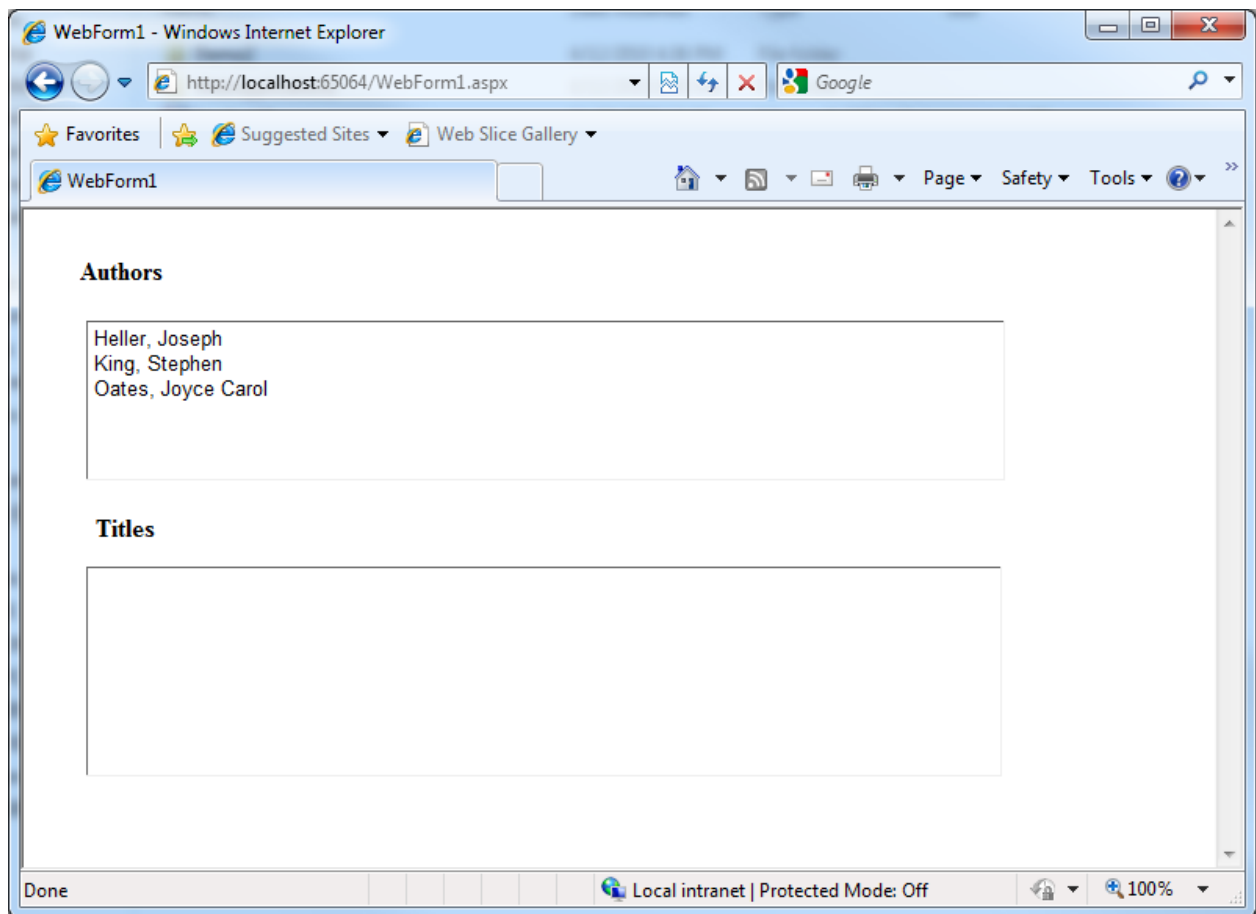 WebForm1 - Windows Internet Explorer
http://localhost:65064/WebForm1.aspx
Google
Favorites
Suggested Sites
Web Slice Gallery
WebForm1
Page
Safety
Tools
Authors
Heller, Joseph
King, Stephen
Oates, Joyce Carol
Titles
Done
Local intranet | Protected Mode: Off
100%